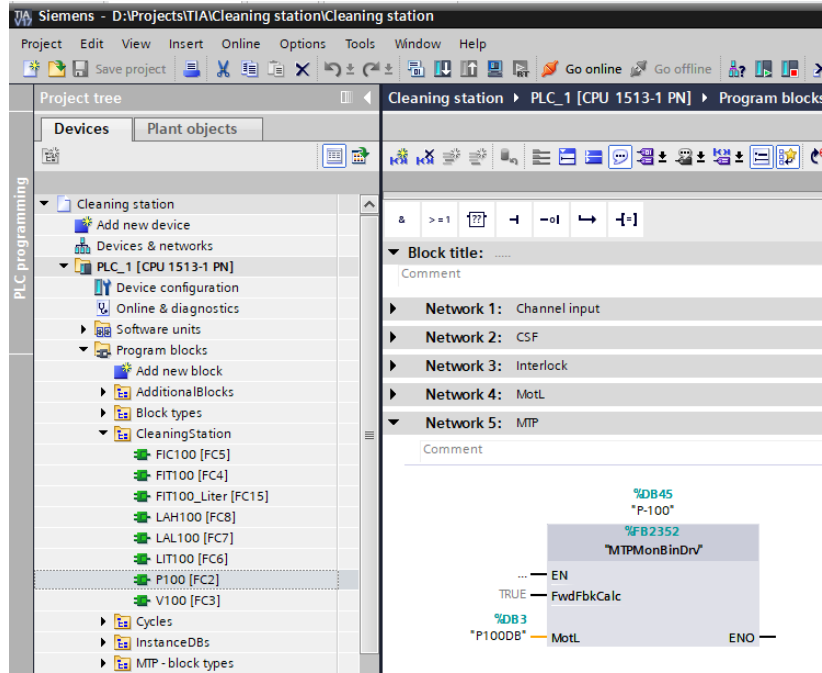 Siemens - D:\Projects\TIA\Cleaning station\Cleaning station
Project Edit View Insert Online Options Tools Window Help
Save project Go online Go offline
Project tree
Cleaning station PLC_1 [CPU 1513-1 PN] Program blocks
Devices Plant objects
PLC programming
Cleaning station
Add new device
Devices & networks
PLC_1 [CPU 1513-1 PN]
Device configuration
Online & diagnostics
Software units
Program blocks
Add new block
AdditionalBlocks
Block types
CleaningStation
FIC100 [FC5]
FIT100 [FC4]
FIT100_Liter [FC15]
LAH100 [FC8]
LAL100 [FC7]
LIT100 [FC6]
P100 [FC2]
V100 [FC3]
Cycles
InstanceDBs
MTP - block types
& >=1 ??
Block title: .....
Comment
Network 1: Channel input
Network 2: CSF
Network 3: Interlock
Network 4: MotL
Network 5: MTP
Comment
%DB45
"P-100"
%FB2352
"MTPMonBinDrv"
... EN
TRUE FwdFbkCalc
%DB3
"P100DB" MotL ENO